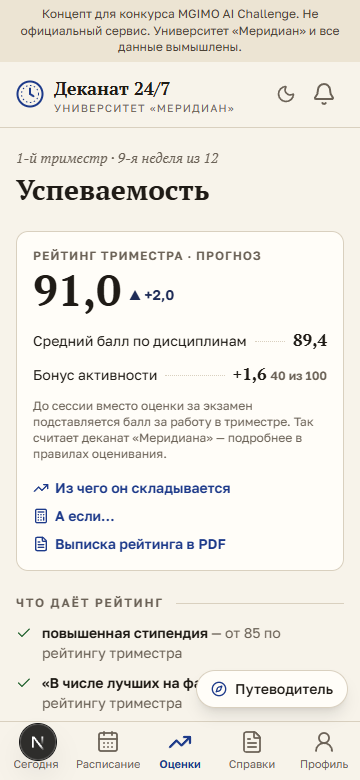 Концепт для конкурса MGIMO AI Challenge. Не
официальный сервис. Университет «Меридиан» и все
данные вымышлены.
Деканат 24/7
УНИВЕРСИТЕТ «МЕРИДИАН»
1-й триместр · 9-я неделя из 12
Успеваемость
РЕЙТИНГ ТРИМЕСТРА · ПРОГНОЗ
91,0 ▲ +2,0
Средний балл по дисциплинам 89,4
Бонус активности +1,6 40 из 100
До сессии вместо оценки за экзамен
подставляется балл за работу в триместре. Так
считает деканат «Меридиана» — подробнее в
правилах оценивания.
Из чего он складывается
А если…
Выписка рейтинга в PDF
ЧТО ДАЁТ РЕЙТИНГ
повышенная стипендия — от 85 по
рейтингу триместра
«В числе лучших на
рейтингу триместра
Путеводитель
N
Сегодня Расписание Оценки Справки Профиль